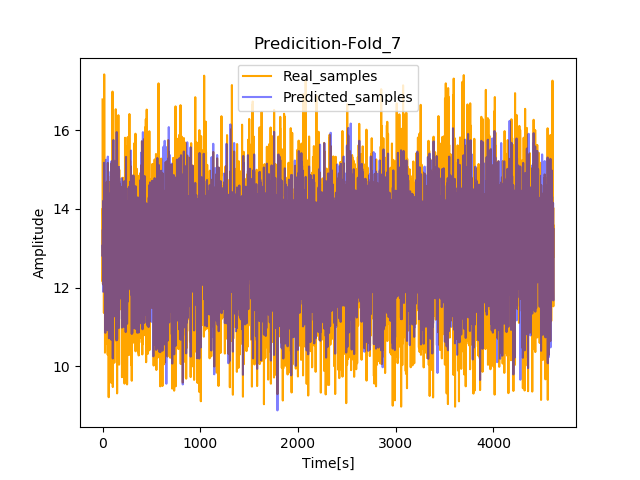 Predicition-Fold_7
Real_samples
Predicted_samples
Amplitude
16
14
12
10
0 1000 2000 3000 4000
Time[s]